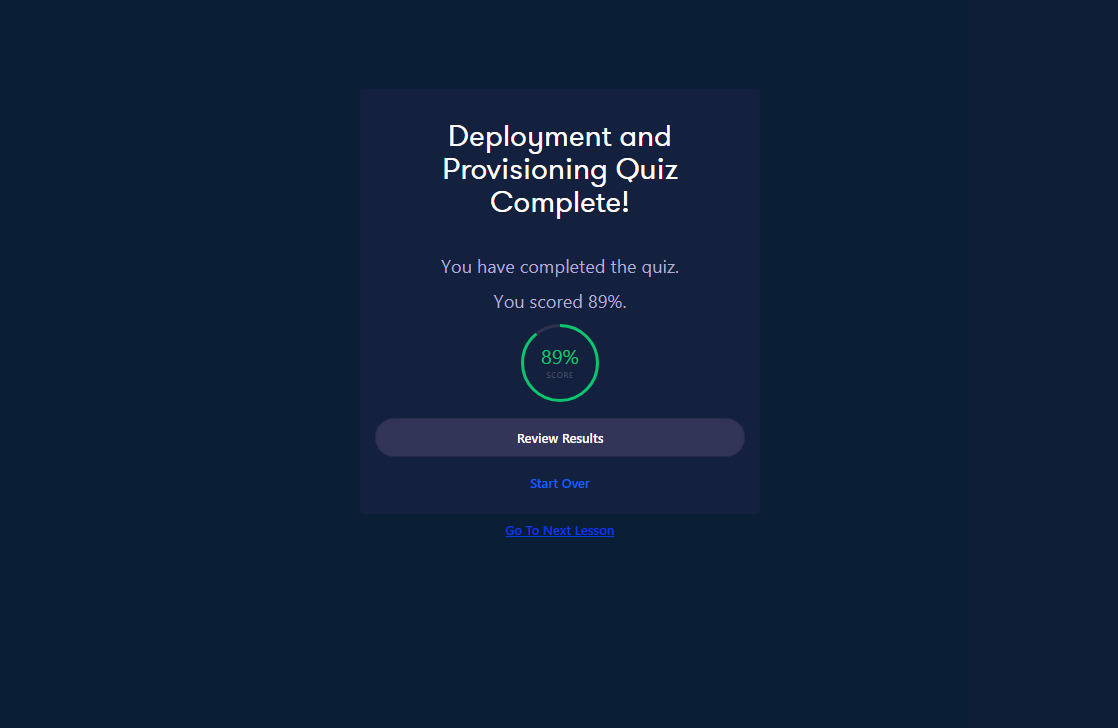 Deployment and
Provisioning Quiz
Complete!
You have completed the quiz.
You scored 89%.
89%
SCORE
Review Results
Start Over
Go To Next Lesson